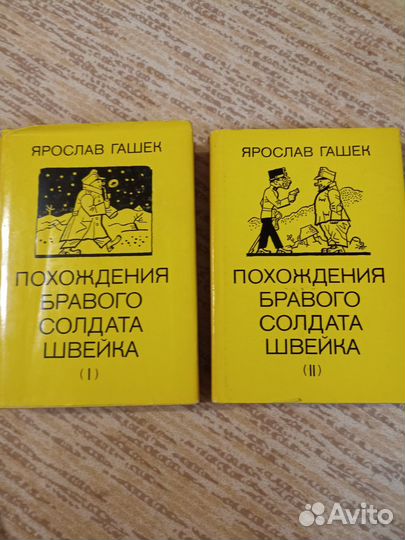 ЯРОСЛАВ ГАШЕК
ПОХОЖДЕНИЯ
БРАВОГО
СОЛДАТА
ШВЕЙКА
(I)
ЯРОСЛАВ ГАШЕК
ПОХОЖДЕНИЯ
БРАВОГО
СОЛДАТА
ШВЕЙКА
(II)
Avito